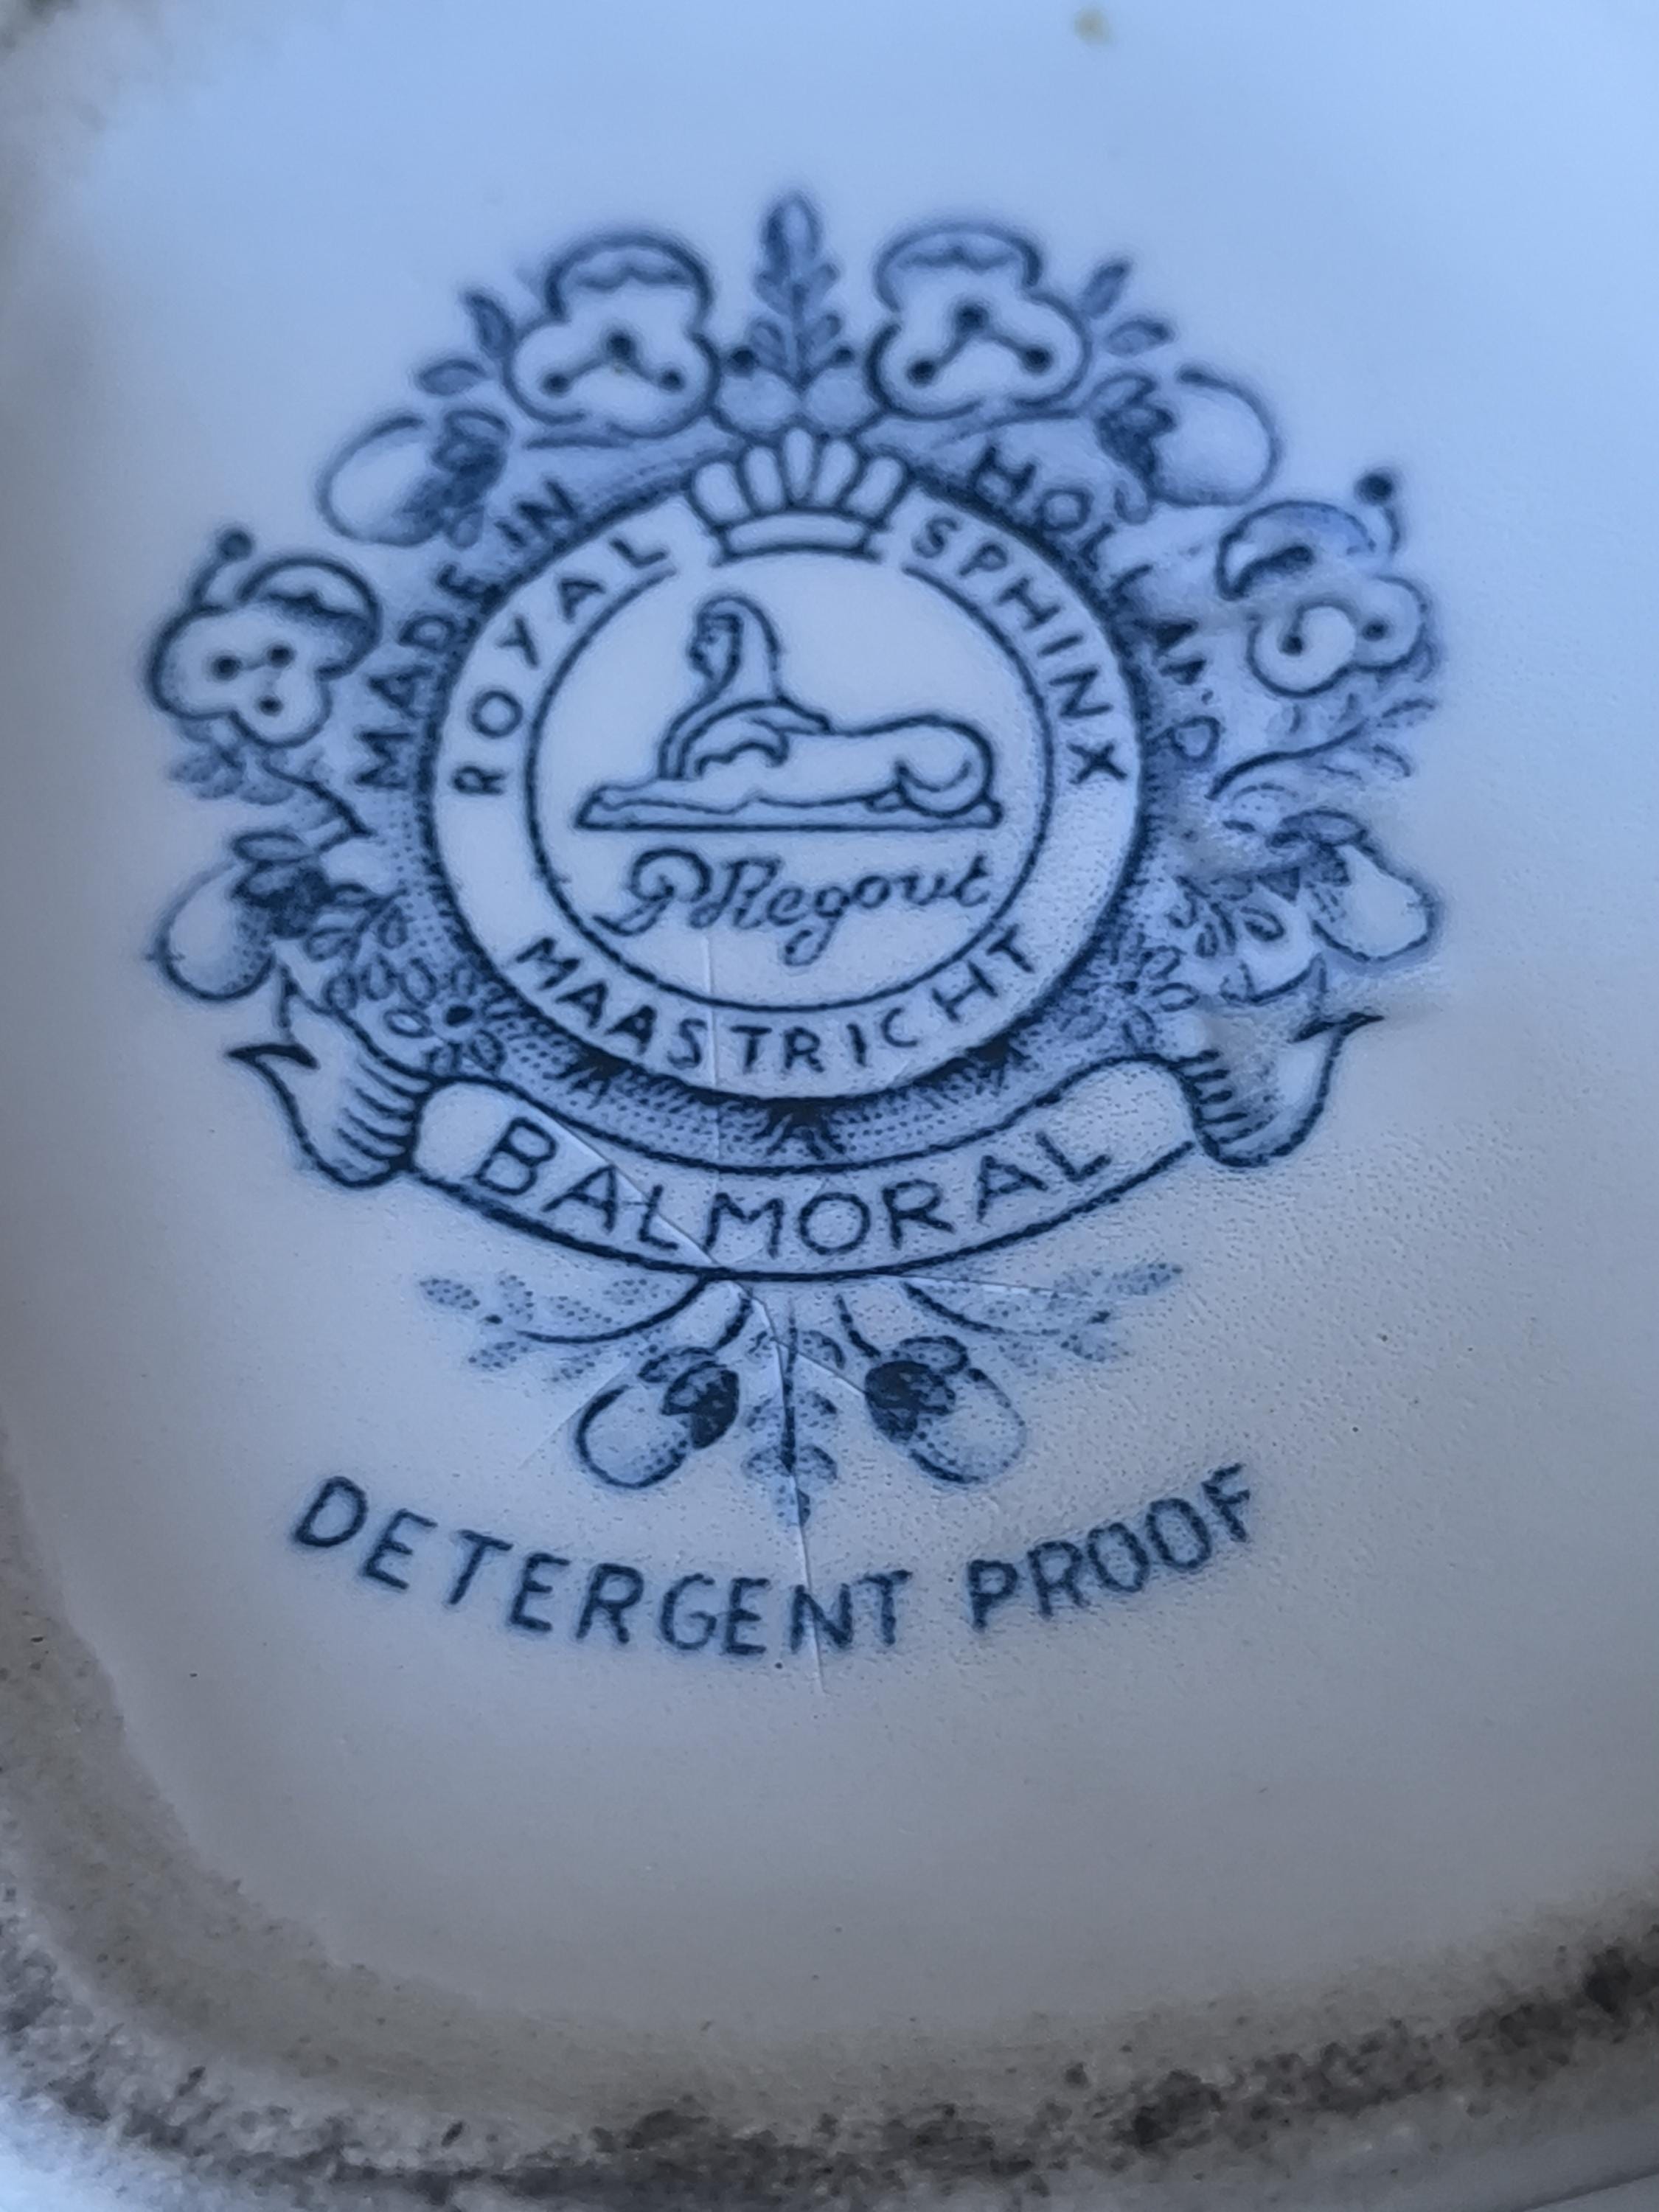 MADE IN HOLLAND
ROYAL SPHINX
P. Regout
MAASTRICHT
BALMORAL
DETERGENT PROOF